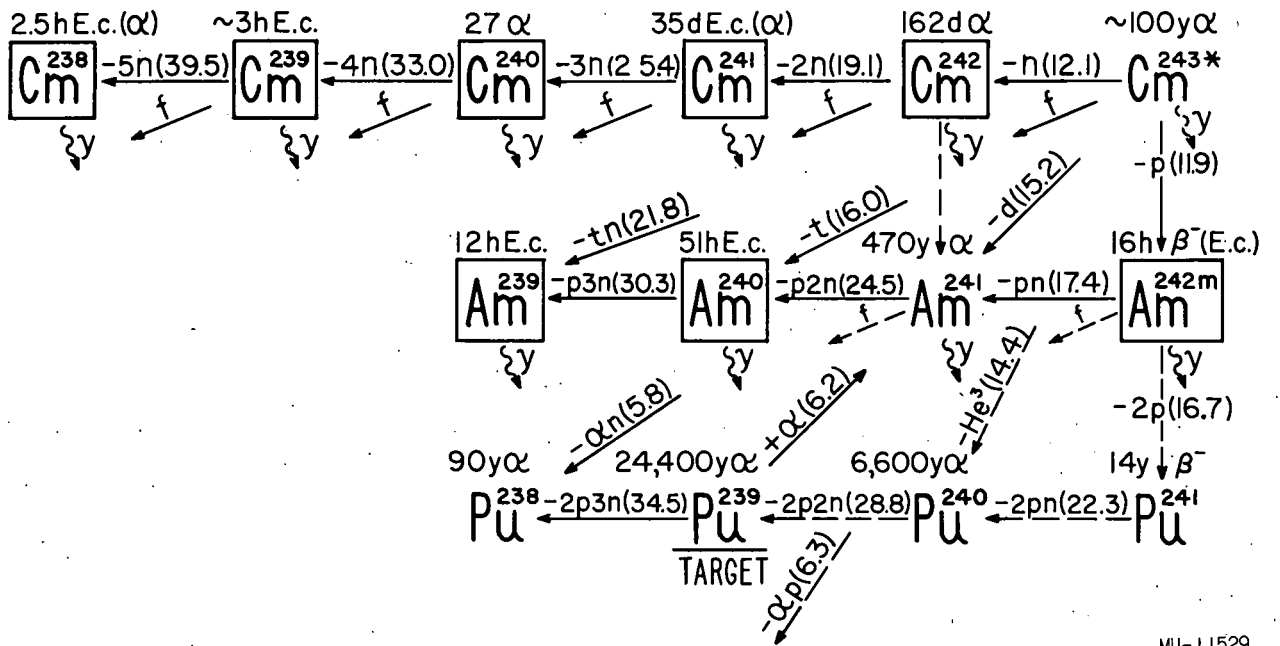 2.5h E.c.(α) ~3h E.c. 27 α 35d E.c.(α) 162d α ~100y α
Cm²³⁸ -5n(39.5) Cm²³⁹ -4n(33.0) Cm²⁴⁰ -3n(25.4) Cm²⁴¹ -2n(19.1) Cm²⁴² -n(12.1) Cm²⁴³*
f f f f f
γ γ γ γ γ γ
-p(11.9)
-tn(21.8) -t(16.0) -d(15.2)
12h E.c. 51h E.c. 470y α 16h β⁻(E.c.)
Am²³⁹ -p3n(30.3) Am²⁴⁰ -p2n(24.5) Am²⁴¹ -pn(17.4) Am²⁴²ᵐ
f f
γ γ γ γ
-αn(5.8) +α(6.2) -He³(14.4) -2p(16.7)
90y α 24,400y α 6,600y α 14y β⁻
Pu²³⁸ -2p3n(34.5) Pu²³⁹ -2p2n(28.8) Pu²⁴⁰ -2pn(22.3) Pu²⁴¹
TARGET
-αp(6.3)
MU-11529